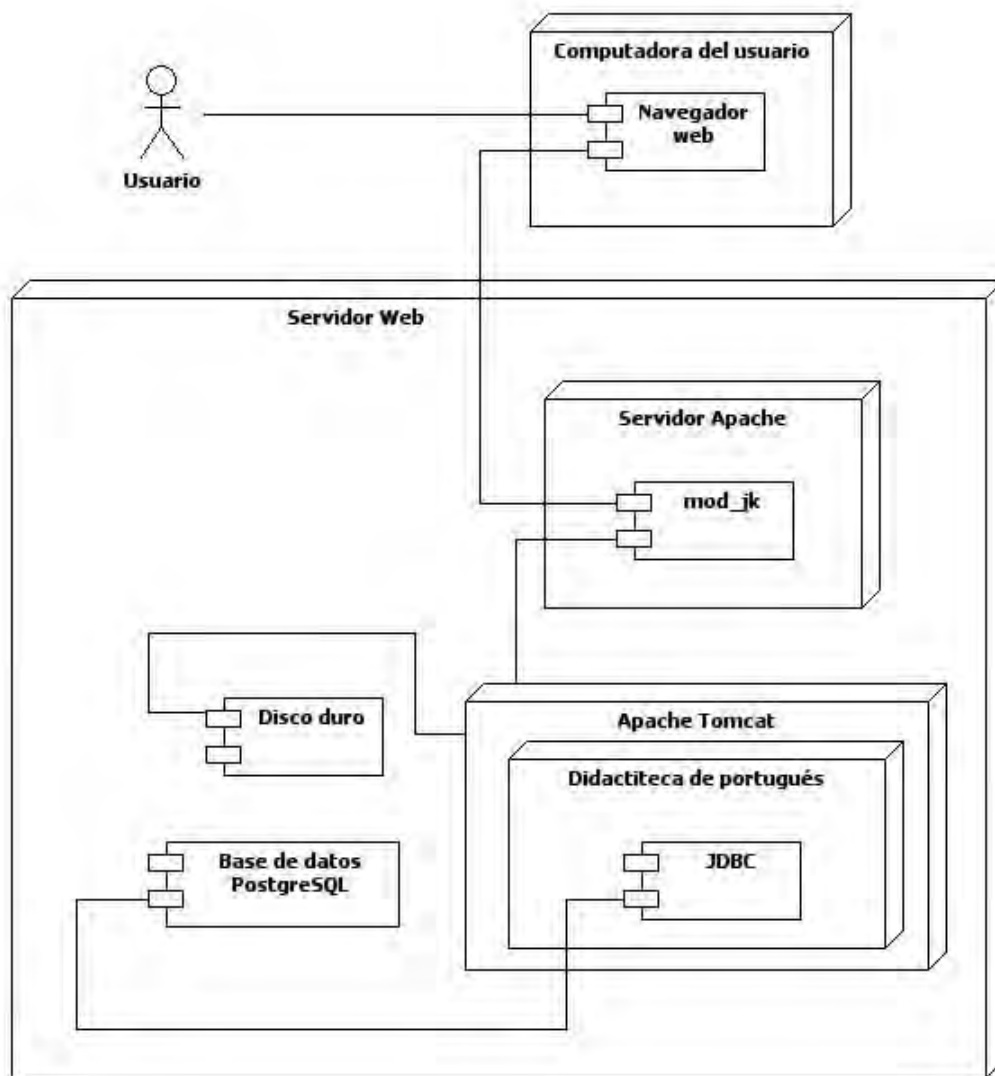 Computadora del usuario
Navegador
web
Usuario
Servidor Web
Servidor Apache
mod_jk
Disco duro
Apache Tomcat
Didactiteca de portugués
Base de datos
PostgreSQL
JDBC